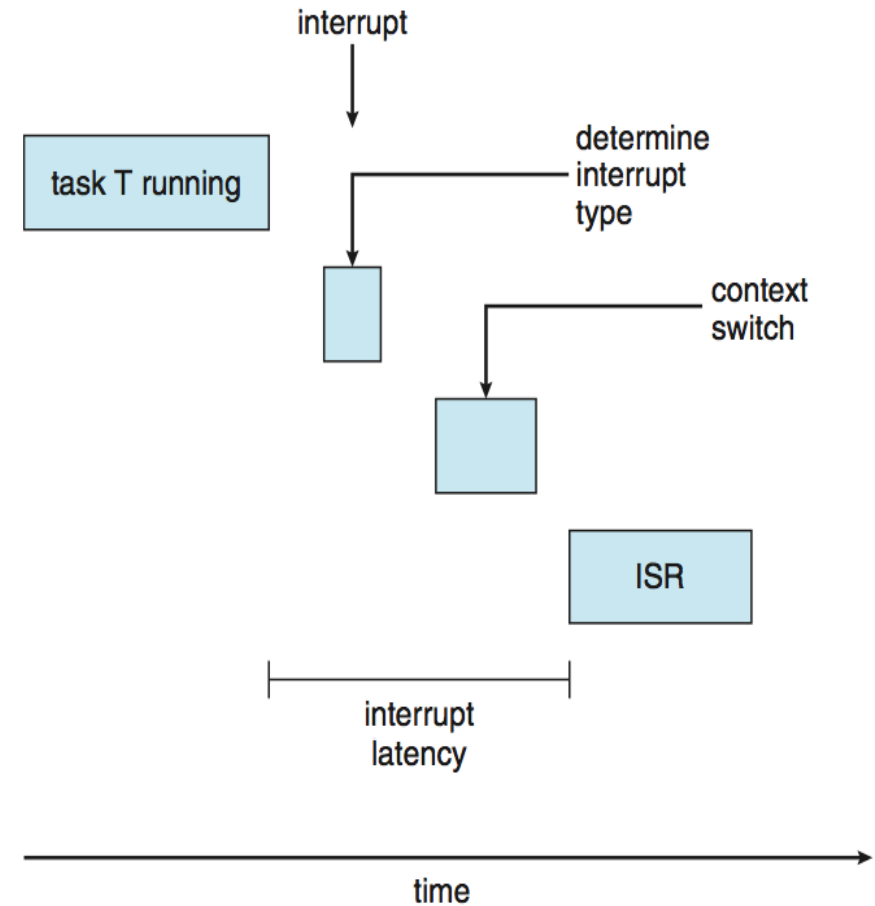 interrupt
task T running
determine
interrupt
type
context
switch
ISR
interrupt
latency
time